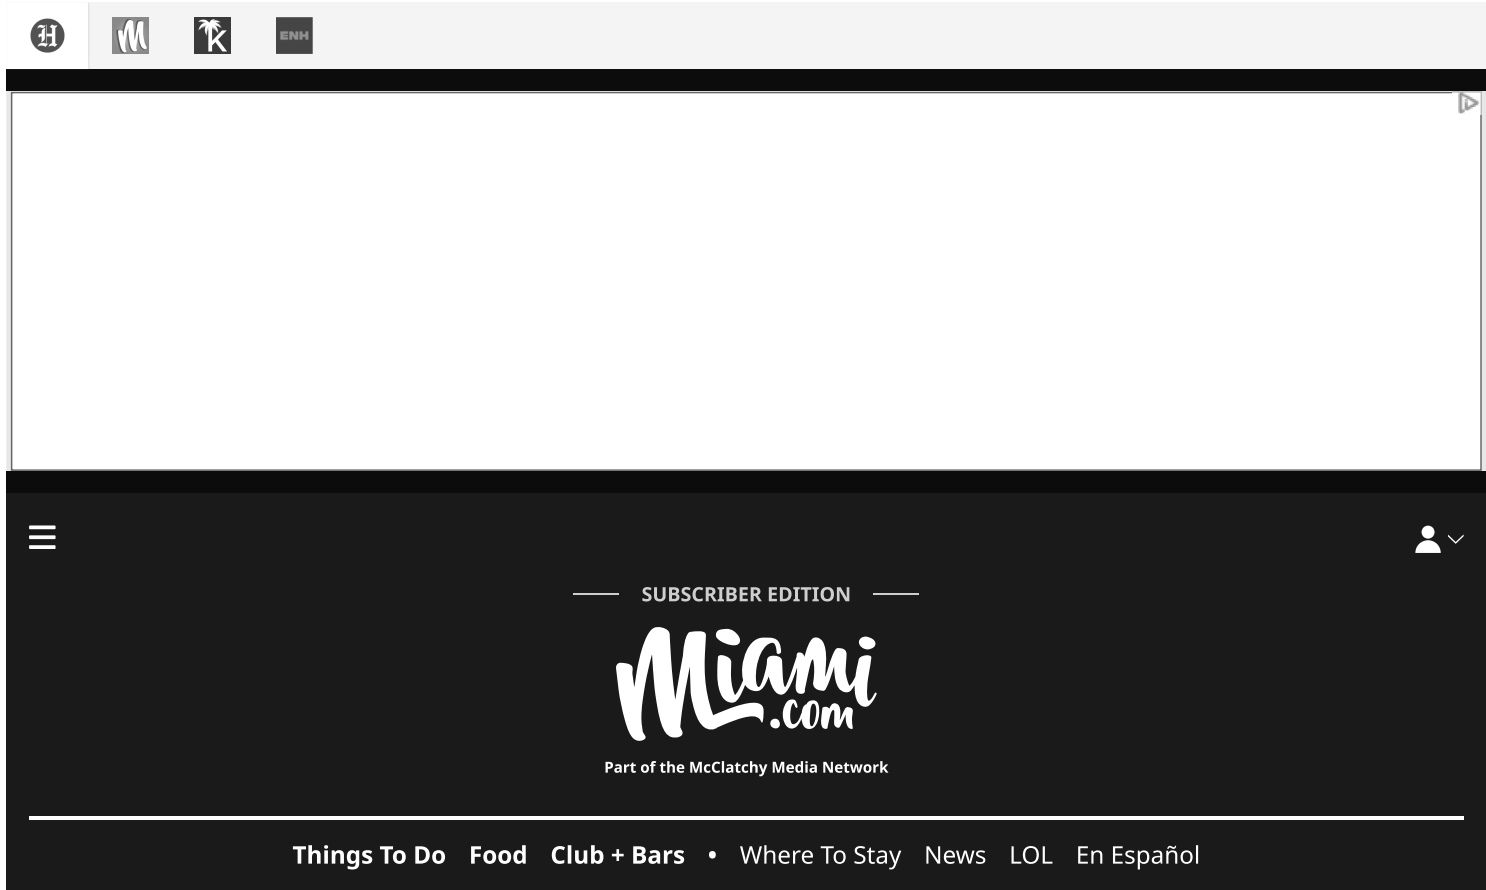 H M K ENH
SUBSCRIBER EDITION
Miami
.com
Part of the McClatchy Media Network
Things To Do Food Club + Bars • Where To Stay News LOL En Español